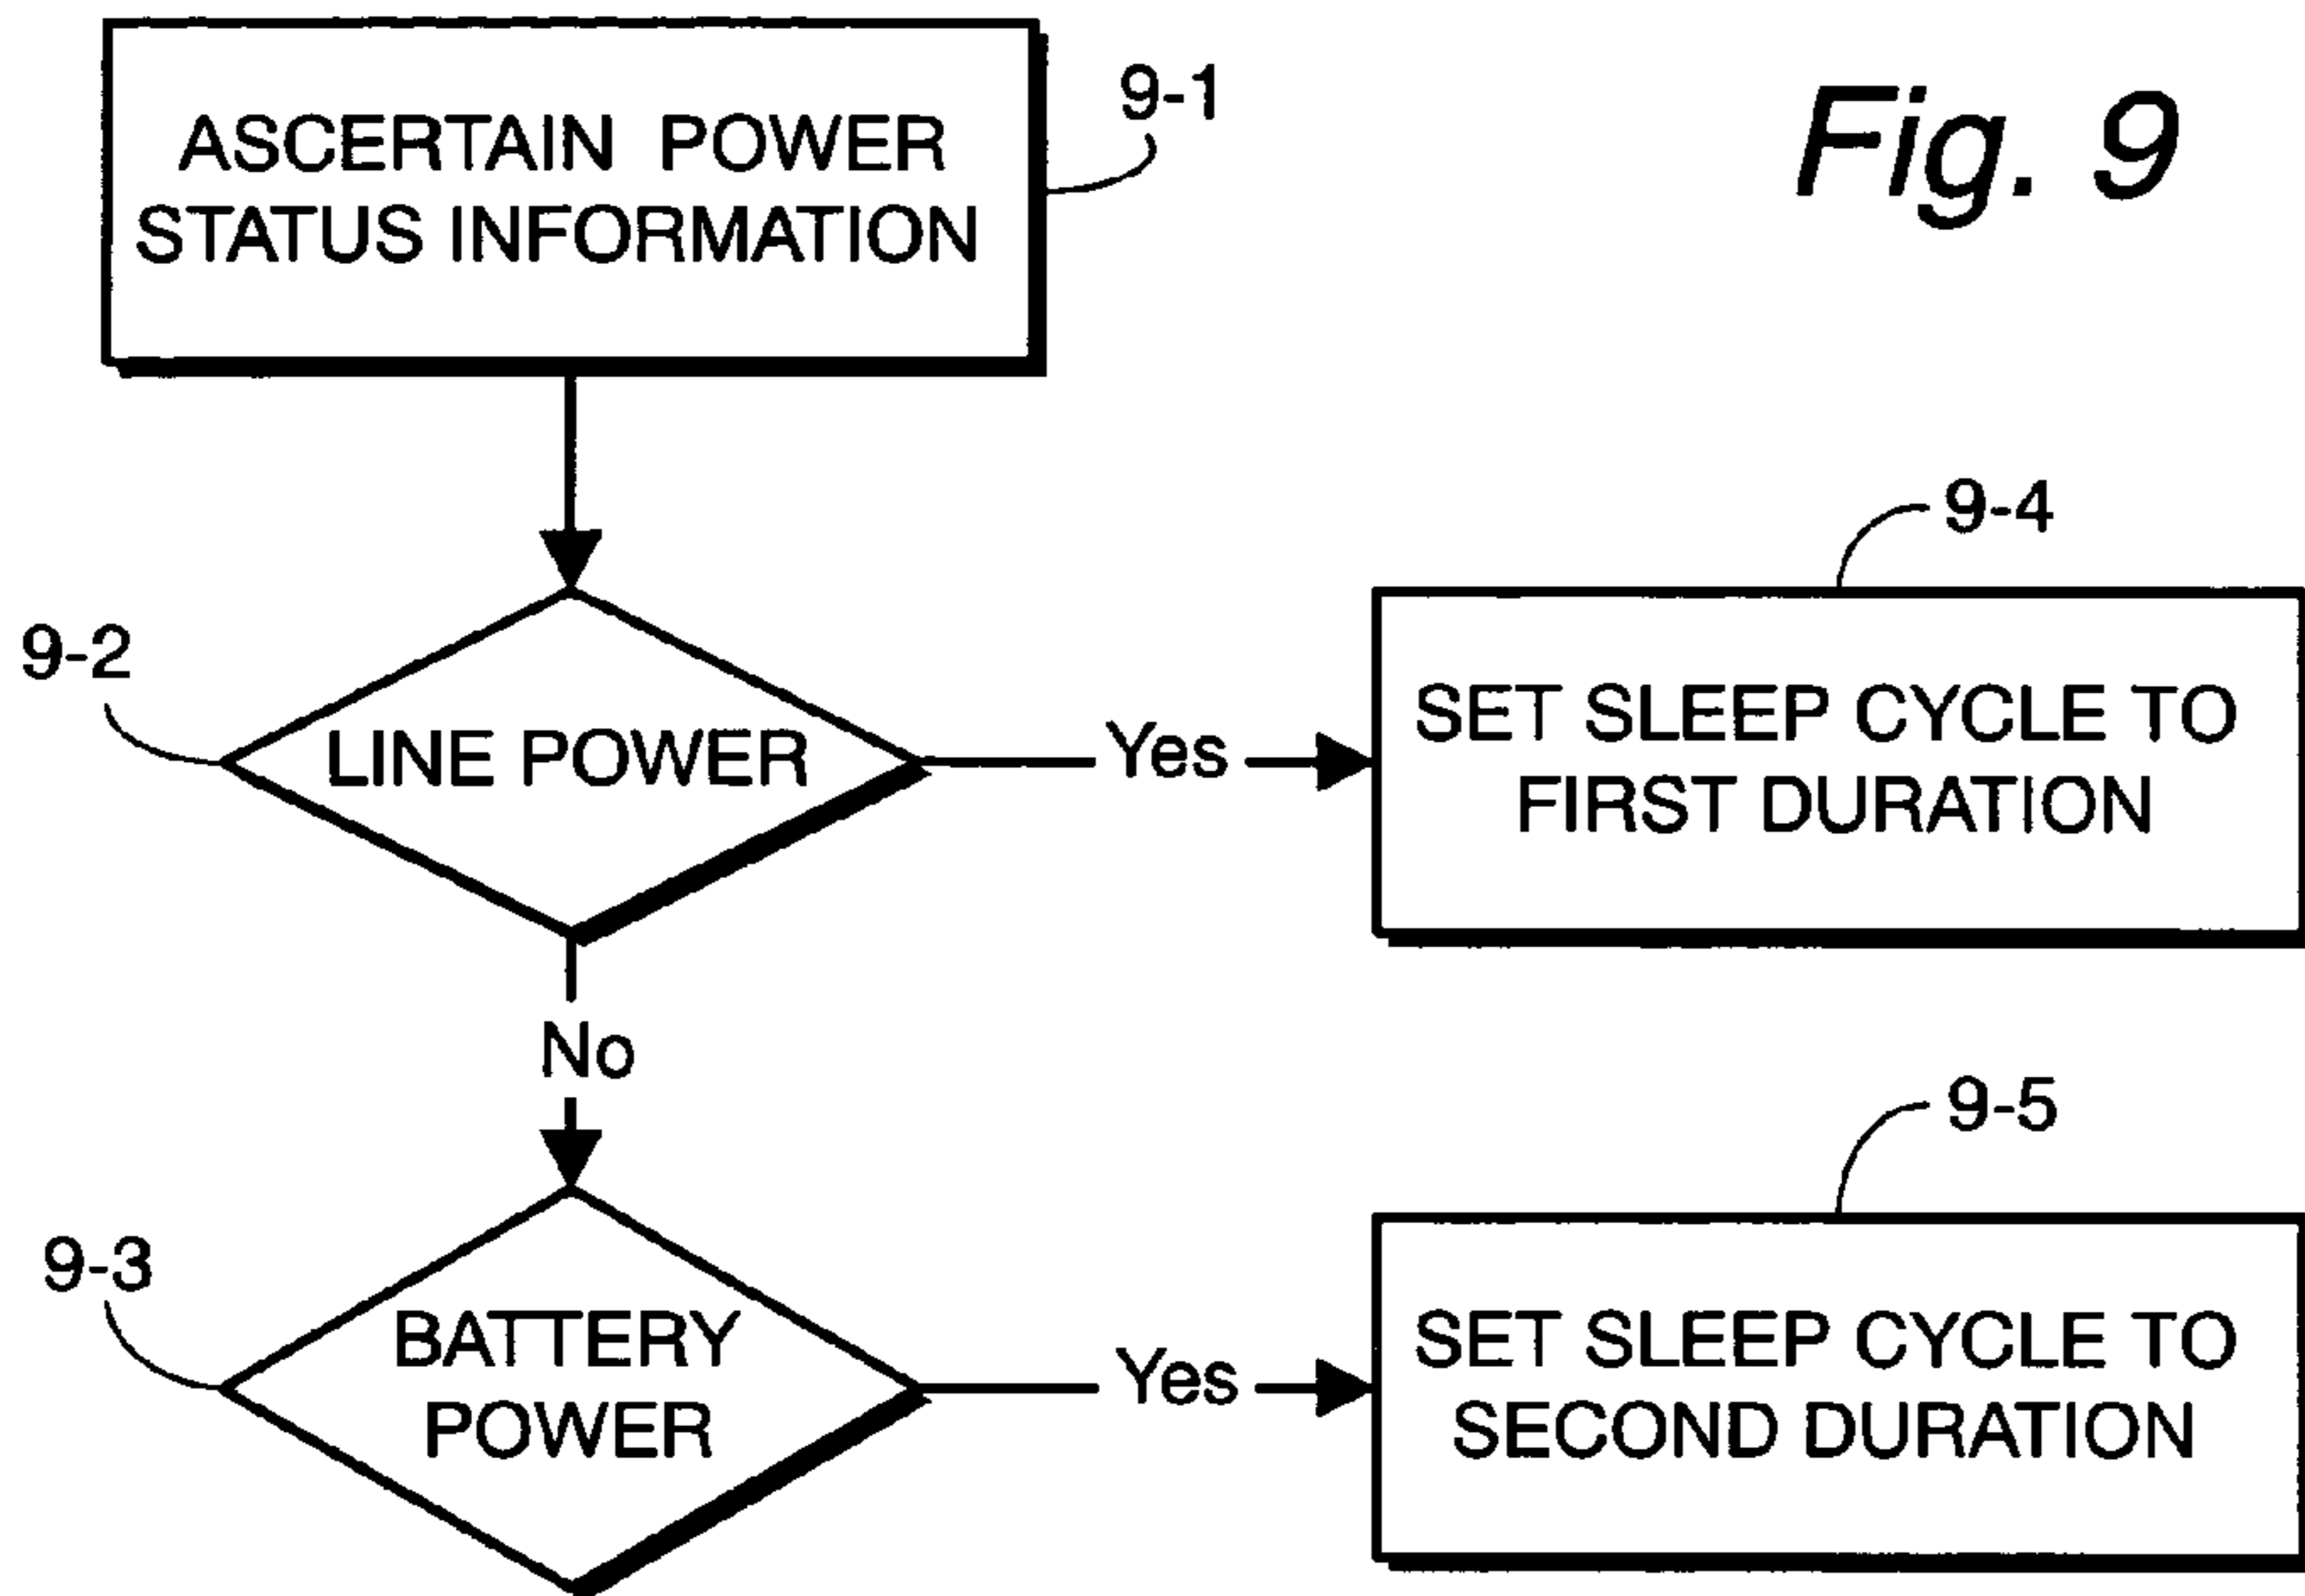 Fig. 9
ASCERTAIN POWER
STATUS INFORMATION
9-1
9-2
LINE POWER
Yes
9-4
SET SLEEP CYCLE TO
FIRST DURATION
No
9-3
BATTERY
POWER
Yes
9-5
SET SLEEP CYCLE TO
SECOND DURATION